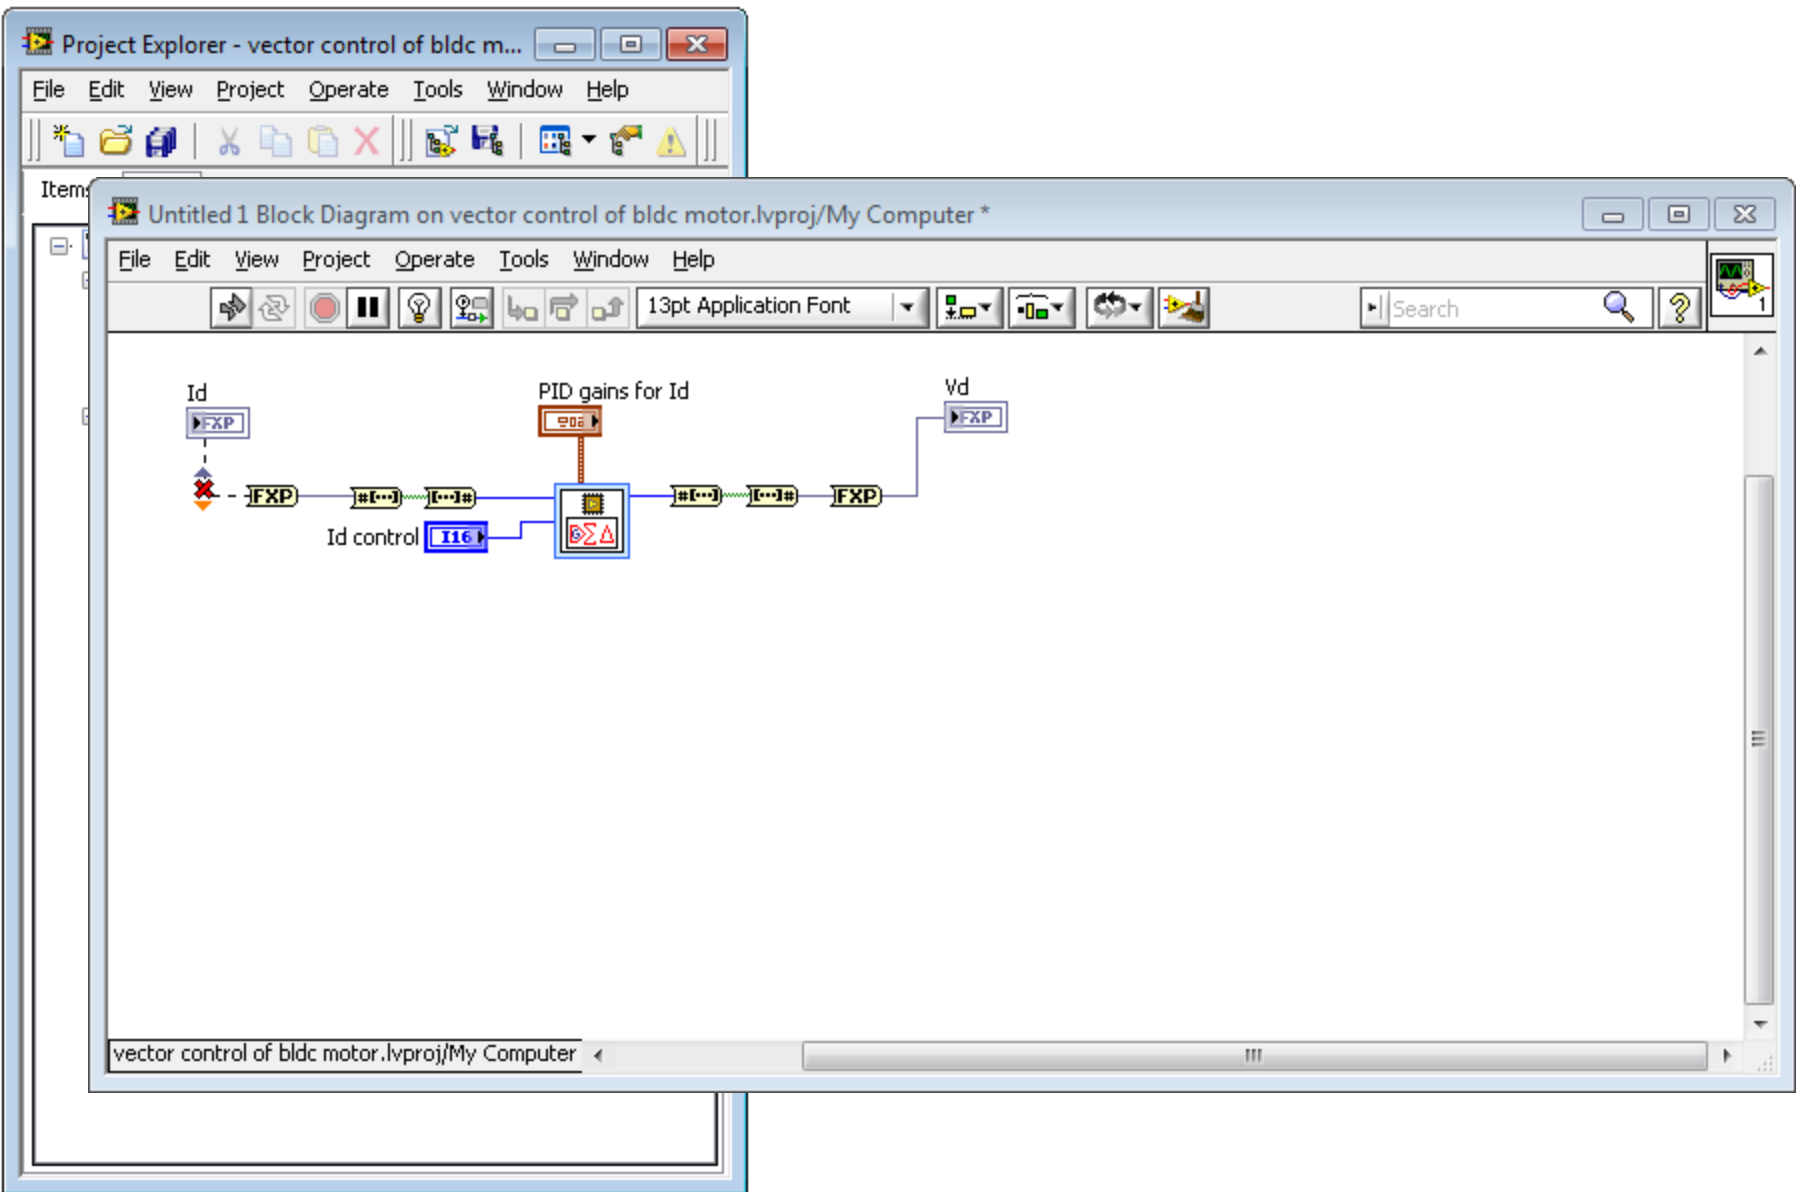 Project Explorer - vector control of bldc m...
File Edit View Project Operate Tools Window Help
Items
Untitled 1 Block Diagram on vector control of bldc motor.lvproj/My Computer *
File Edit View Project Operate Tools Window Help
13pt Application Font
Search
1
Id
PID gains for Id
Vd
FXP
FXP
FXP
#[...]
[...]#
#[...]
[...]#
FXP
Id control
I16
vector control of bldc motor.lvproj/My Computer